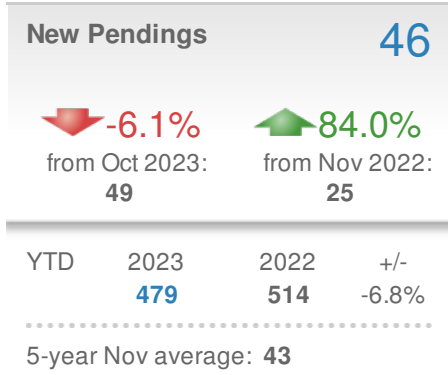 New Pendings 46
-6.1% 84.0%
from Oct 2023: from Nov 2022:
49 25
YTD 2023 2022 +/-
479 514 -6.8%
5-year Nov average: 43